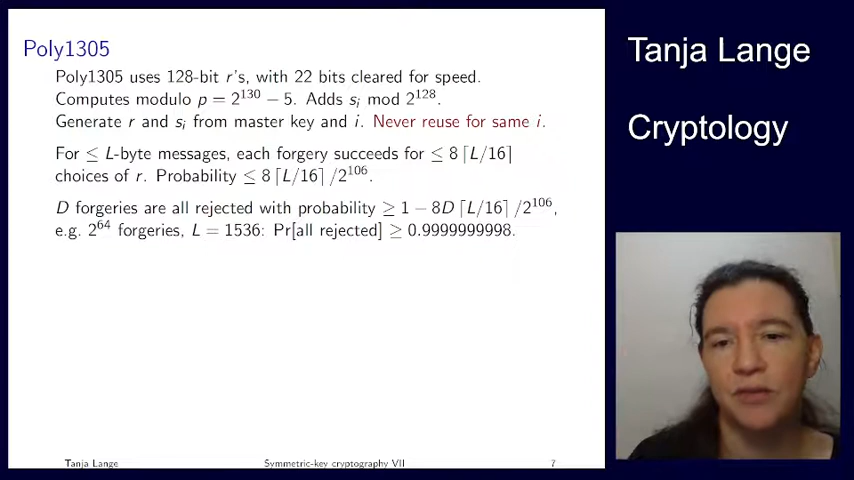 Poly1305
Poly1305 uses 128-bit r's, with 22 bits cleared for speed.
Computes modulo p = 2^130 − 5. Adds s_i mod 2^128.
Generate r and s_i from master key and i. Never reuse for same i.
For ≤ L-byte messages, each forgery succeeds for ≤ 8 ⌈L/16⌉
choices of r. Probability ≤ 8 ⌈L/16⌉ /2^106.
D forgeries are all rejected with probability ≥ 1 − 8D ⌈L/16⌉ /2^106,
e.g. 2^64 forgeries, L = 1536: Pr[all rejected] ≥ 0.9999999998.
Tanja Lange
Symmetric-key cryptography VII
7
Tanja Lange
Cryptology